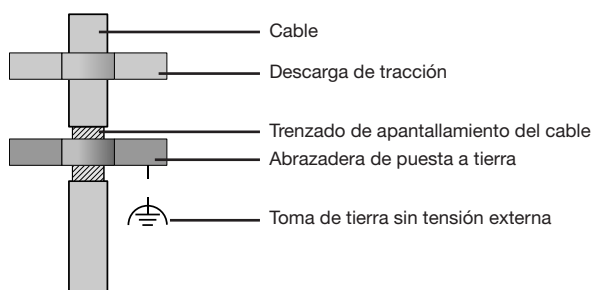 Cable
Descarga de tracción
Trenzado de apantallamiento del cable
Abrazadera de puesta a tierra
Toma de tierra sin tensión externa